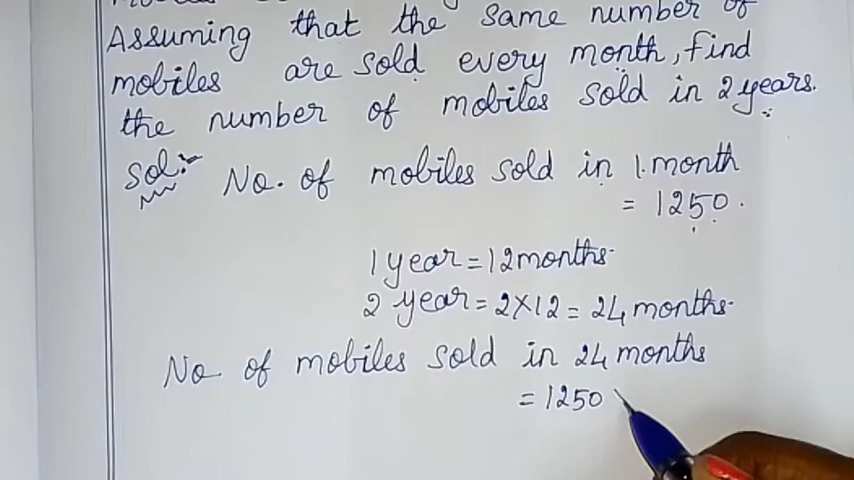 Assuming that the same number of
mobiles are sold every month, find
the number of mobiles sold in 2 years.
Sol:- No. of mobiles sold in 1 month
= 1250.
1 year = 12 months.
2 year = 2×12 = 24 months.
No of mobiles sold in 24 months
= 1250